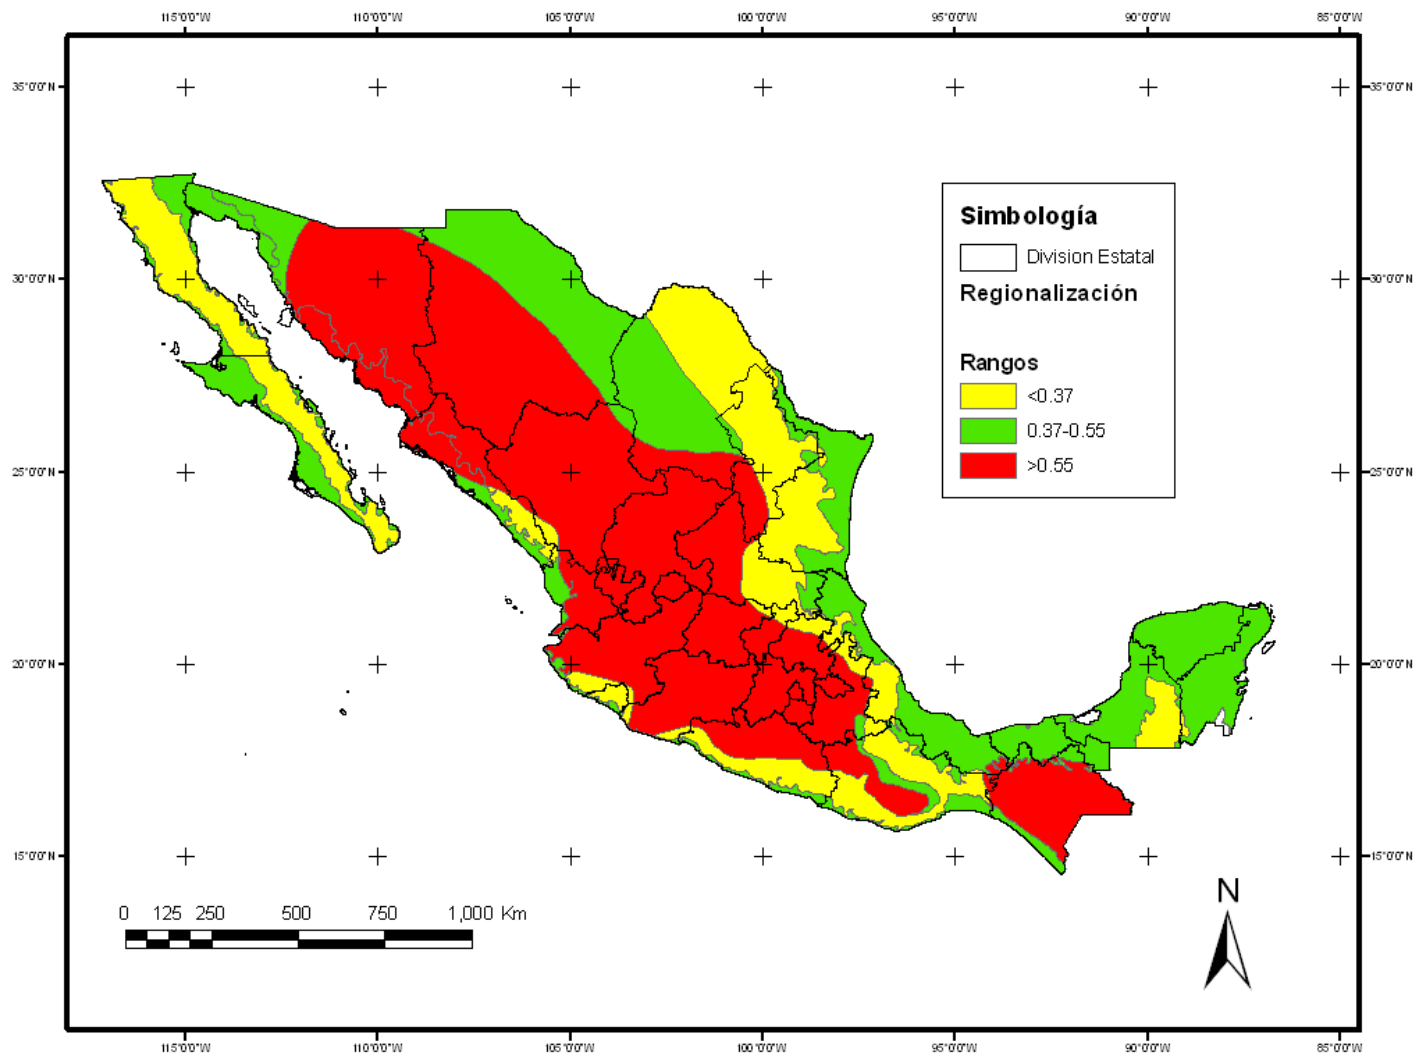 115°0'0"W 110°0'0"W 105°0'0"W 100°0'0"W 95°0'0"W 90°0'0"W 85°0'0"W
35°0'0"N 35°0'0"N
Simbología
Division Estatal
30°0'0"N 30°0'0"N
Regionalización
Rangos
<0.37
0.37-0.55
>0.55
25°0'0"N 25°0'0"N
20°0'0"N 20°0'0"N
15°0'0"N 15°0'0"N
N
0 125 250 500 750 1,000 Km
115°0'0"W 110°0'0"W 105°0'0"W 100°0'0"W 95°0'0"W 90°0'0"W 85°0'0"W